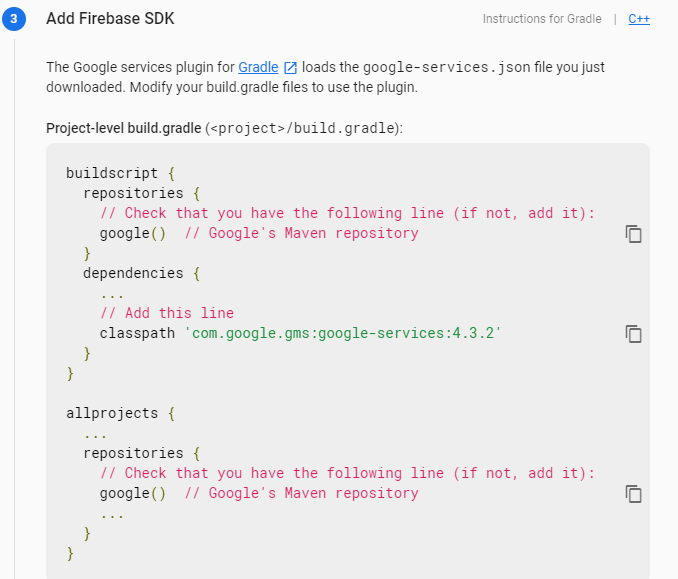 3 Add Firebase SDK Instructions for Gradle | C++
The Google services plugin for Gradle loads the google-services.json file you just
downloaded. Modify your build.gradle files to use the plugin.
Project-level build.gradle (<project>/build.gradle):
buildscript {
  repositories {
    // Check that you have the following line (if not, add it):
    google()  // Google's Maven repository
  }
  dependencies {
    ...
    // Add this line
    classpath 'com.google.gms:google-services:4.3.2'
  }
}
allprojects {
  ...
  repositories {
    // Check that you have the following line (if not, add it):
    google()  // Google's Maven repository
    ...
  }
}